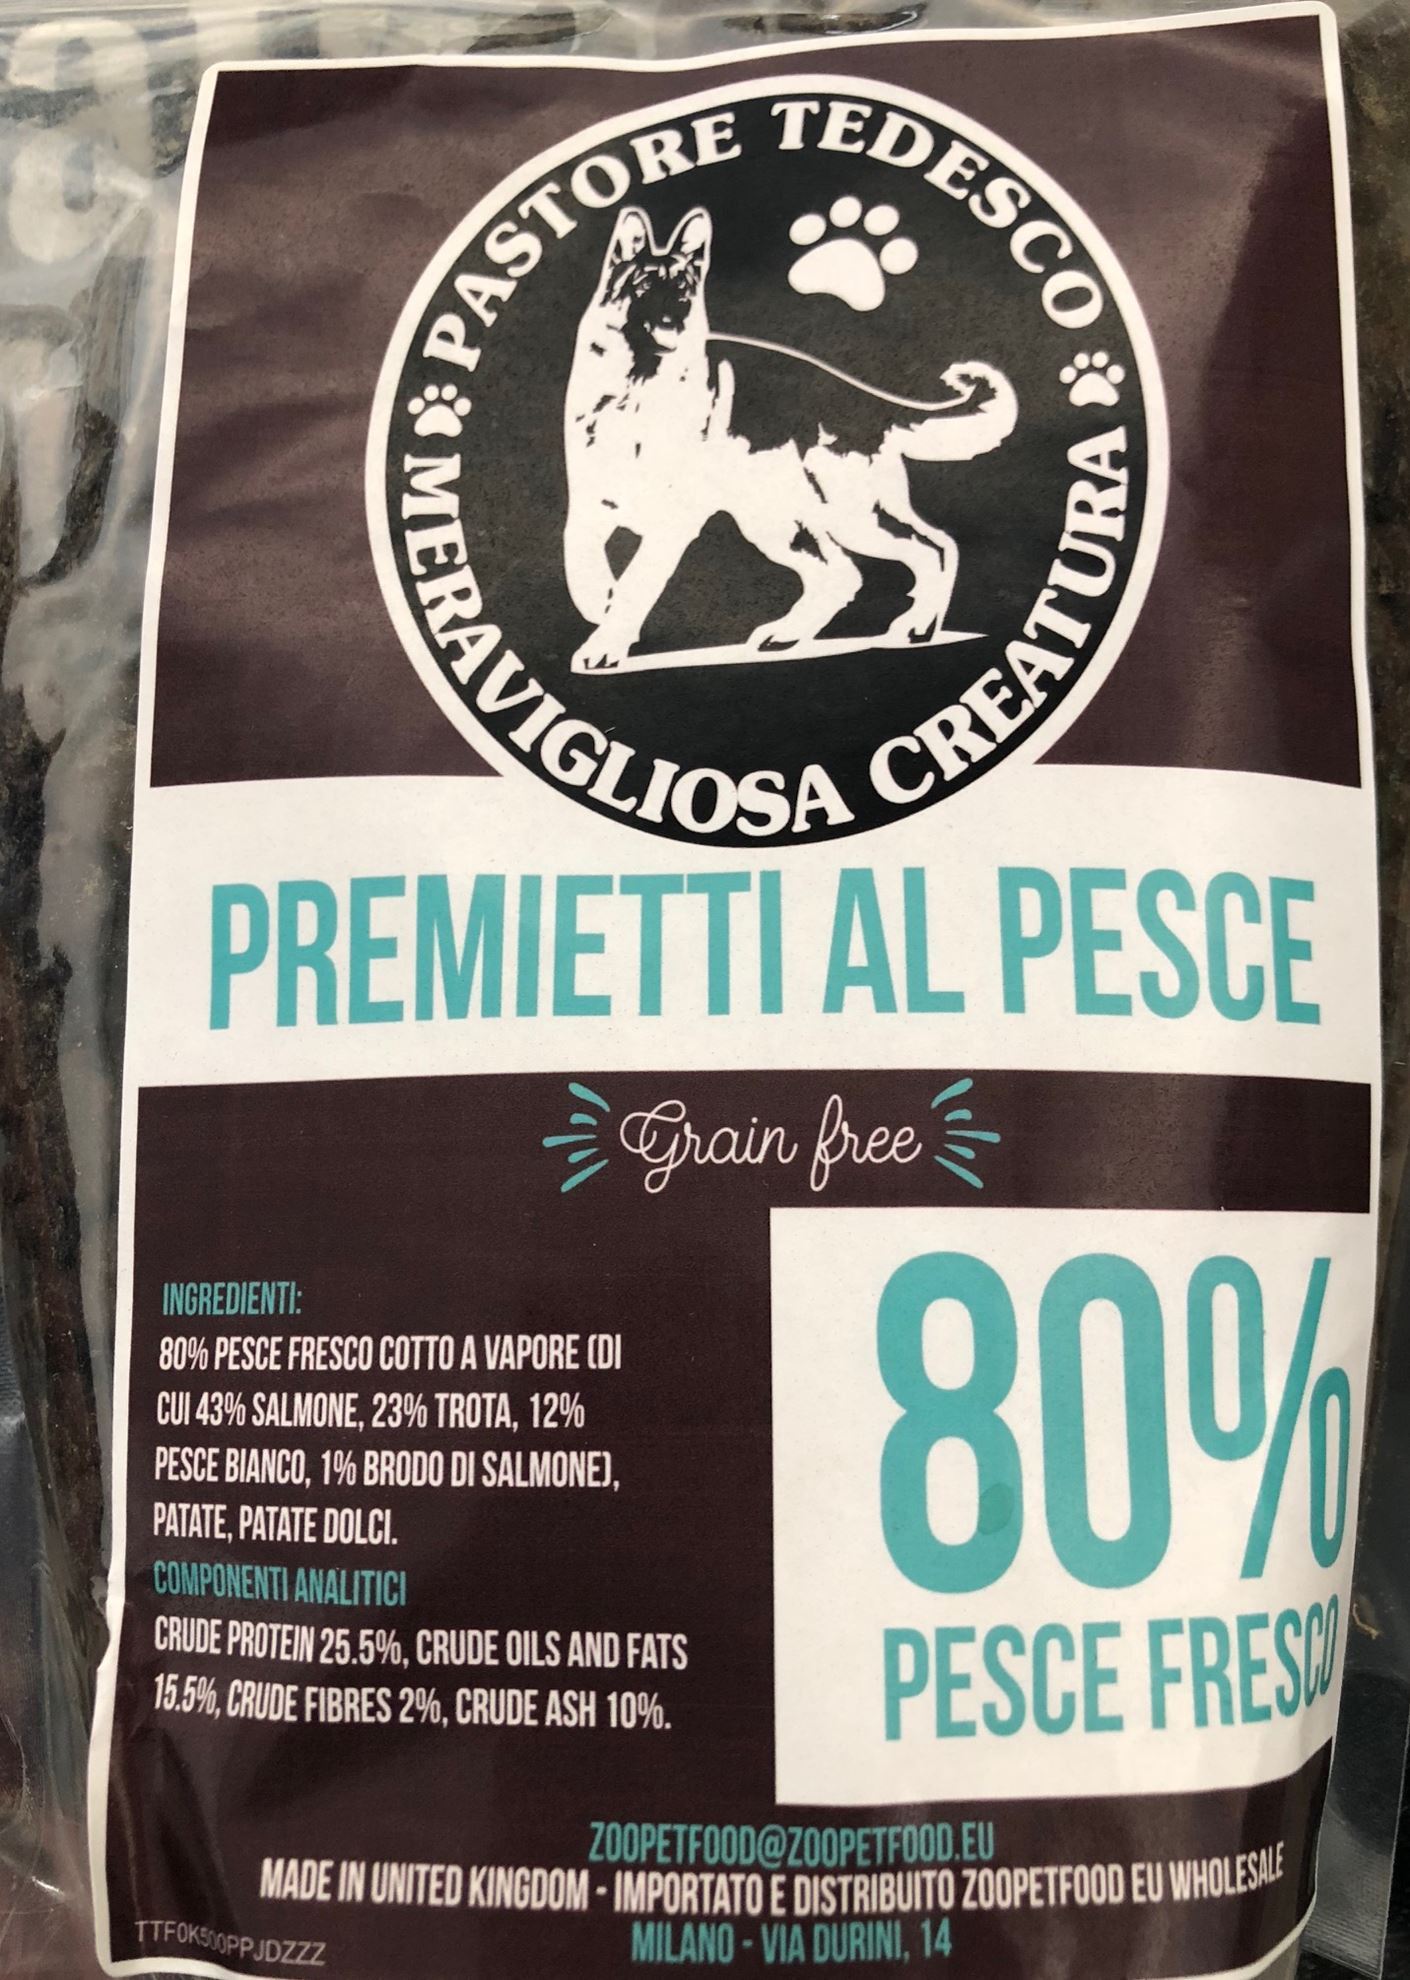 PASTORE TEDESCO
MERAVIGLIOSA CREATURA
PREMIETTI AL PESCE
Grain free
INGREDIENTI:
80% PESCE FRESCO COTTO A VAPORE (DI
CUI 43% SALMONE, 23% TROTA, 12%
PESCE BIANCO, 1% BRODO DI SALMONE),
PATATE, PATATE DOLCI.
COMPONENTI ANALITICI
CRUDE PROTEIN 25.5%, CRUDE OILS AND FATS
15.5%, CRUDE FIBRES 2%, CRUDE ASH 10%.
80%
PESCE FRESCO
ZOOPETFOOD@ZOOPETFOOD.EU
MADE IN UNITED KINGDOM - IMPORTATO E DISTRIBUITO ZOOPETFOOD EU WHOLESALE
MILANO - VIA DURINI, 14
TTFOK500PPJDZZZ